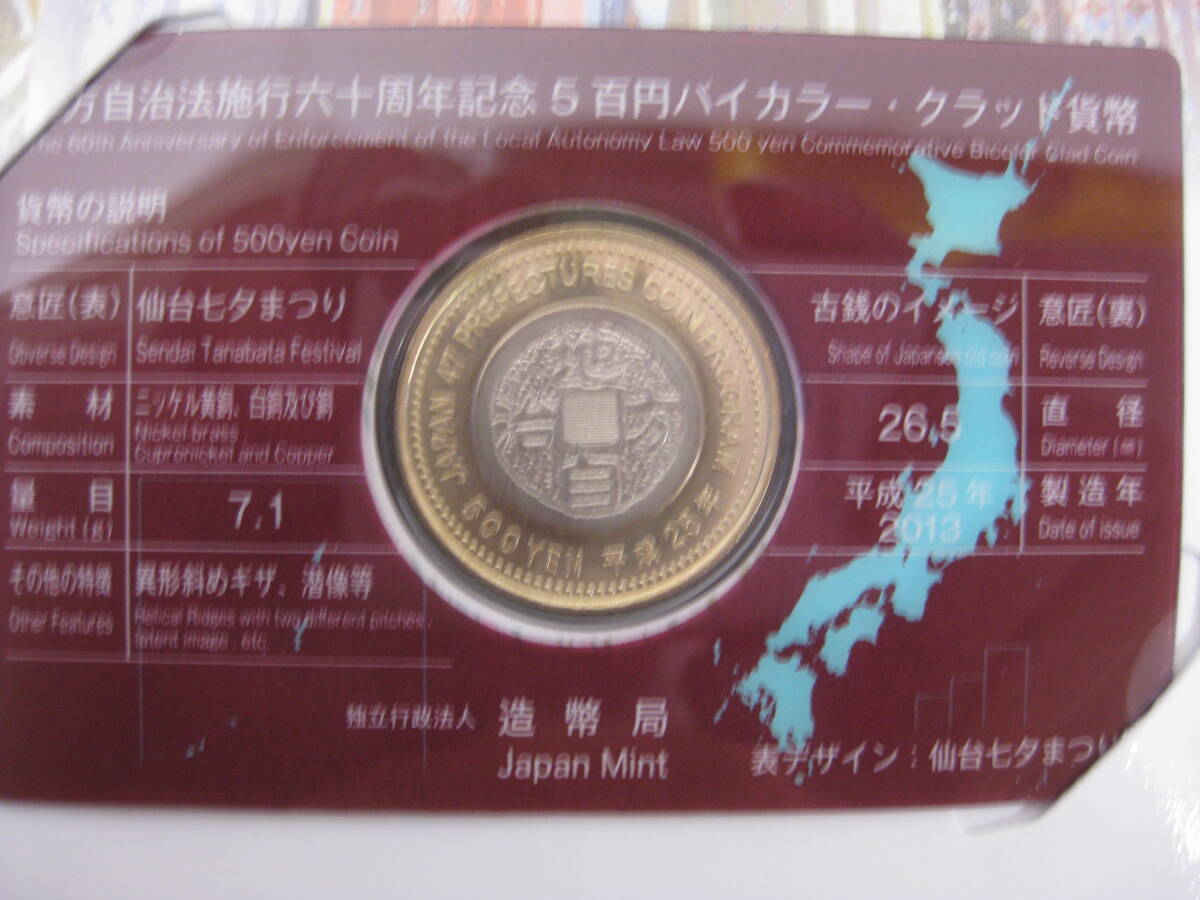 方自治法施行六十周年記念5百円バイカラー・クラッド貨幣
The 60th Anniversary of Enforcement of the Local Autonomy Law 500 yen Commemorative Bicolor Clad Coin
貨幣の説明
Specifications of 500yen Coin
意匠(表) 仙台七夕まつり
Obverse Design Sendai Tanabata Festival
素 材 ニッケル黄銅、白銅及び銅
Composition Nickel brass
Cupronickel and Copper
量 目 7.1
Weight(g)
その他の特徴 異形斜めギザ、潜像等
Other Features Helical Ridges with two different pitches,
latent image, etc
JAPAN 47 PREFECTURES COIN PROGRAM
500 YEN 平成25年
古銭のイメージ 意匠(裏)
Shape of Japanese old coin Reverse Design
26.5 直 径
Diameter(㎜)
平成25年 製造年
2013 Date of issue
独立行政法人 造幣局
Japan Mint
表デザイン:仙台七夕まつり